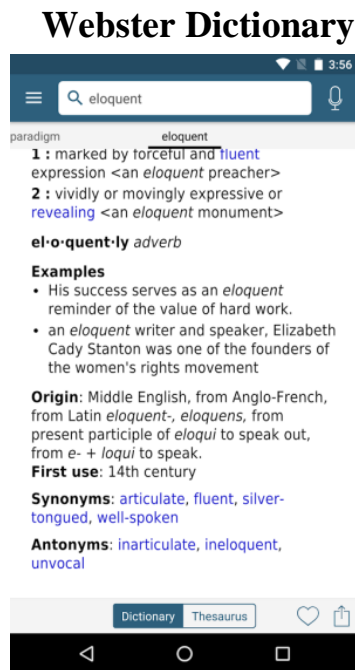 Webster Dictionary
3:56
eloquent
paradigm eloquent
1 : marked by forceful and fluent
expression <an eloquent preacher>
2 : vividly or movingly expressive or
revealing <an eloquent monument>
el·o·quent·ly adverb
Examples
• His success serves as an eloquent
reminder of the value of hard work.
• an eloquent writer and speaker, Elizabeth
Cady Stanton was one of the founders of
the women's rights movement
Origin: Middle English, from Anglo-French,
from Latin eloquent-, eloquens, from
present participle of eloqui to speak out,
from e- + loqui to speak.
First use: 14th century
Synonyms: articulate, fluent, silver-
tongued, well-spoken
Antonyms: inarticulate, ineloquent,
unvocal
Dictionary Thesaurus